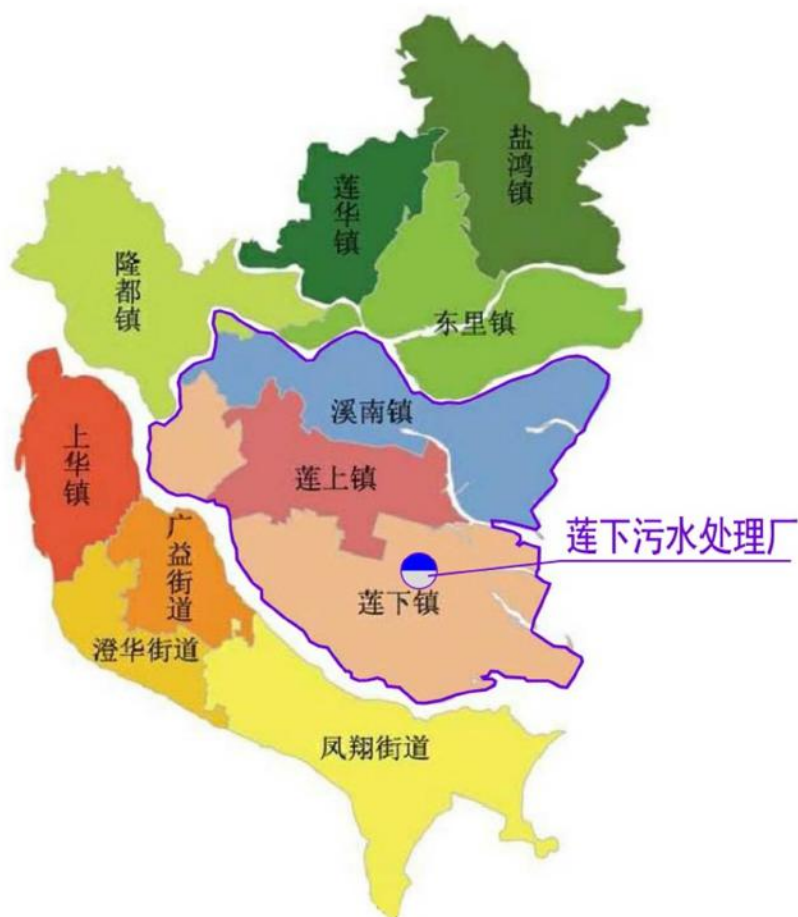 盐鸿镇
莲华镇
隆都镇
东里镇
溪南镇
上华镇
莲上镇
广益街道
莲下污水处理厂
莲下镇
澄华街道
凤翔街道